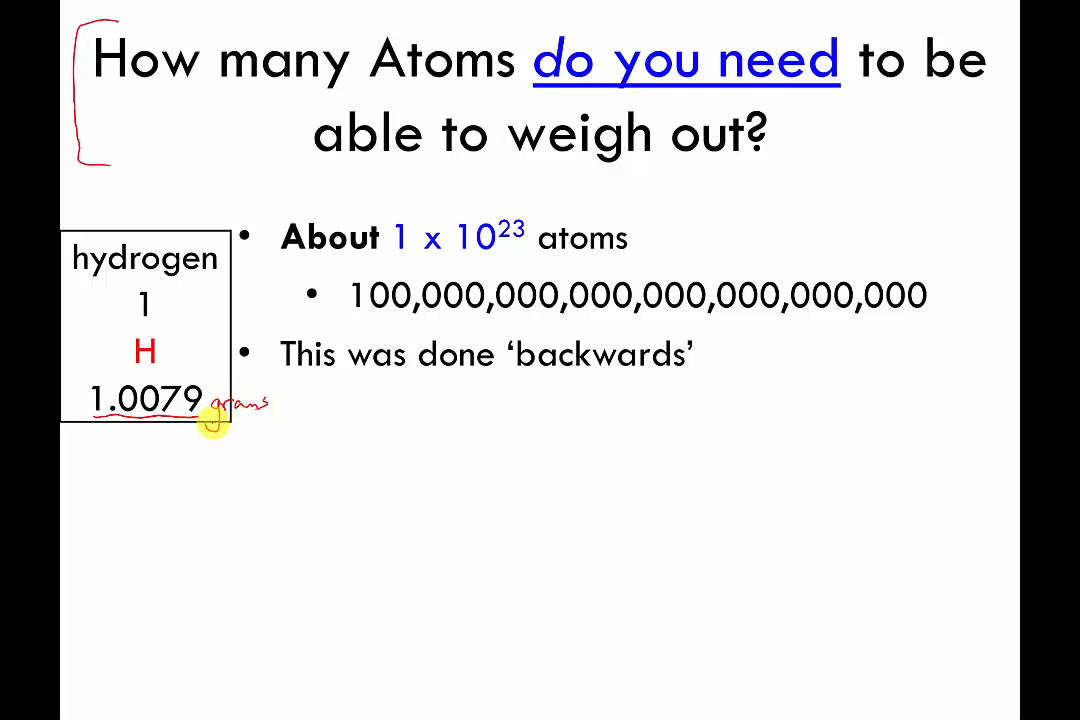 How many Atoms do you need to be
able to weigh out?
• About 1 x 10²³ atoms
• 100,000,000,000,000,000,000,000
• This was done ‘backwards’
hydrogen
1
H
1.0079 grams